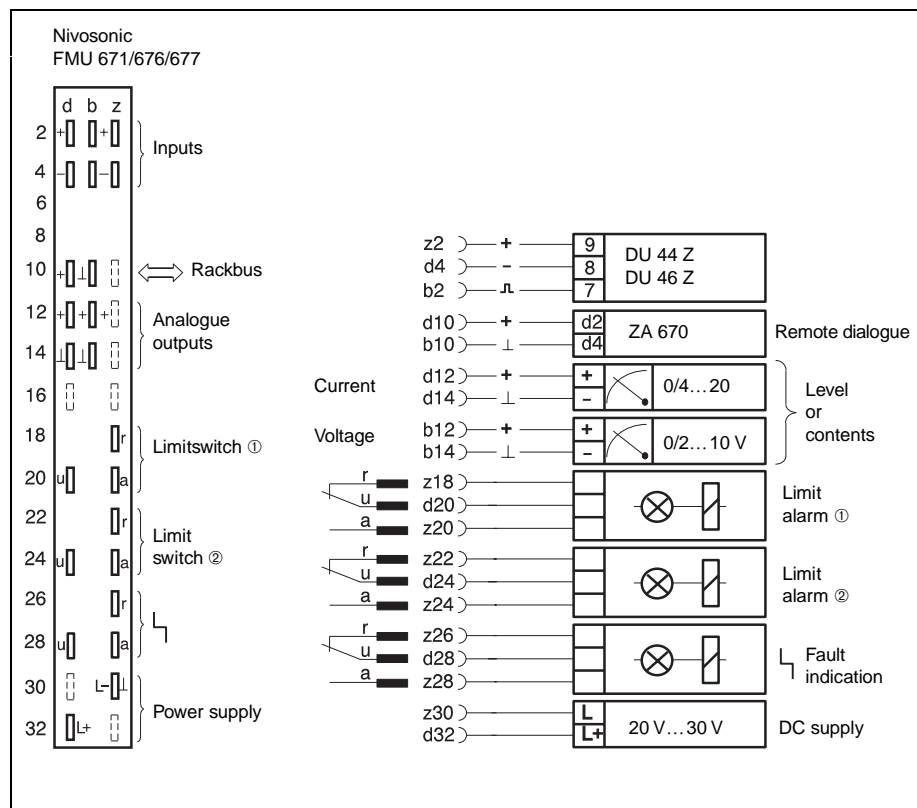 Nivosonic
FMU 671/676/677
d b z
2 + +
Inputs
4 – –
6
8
10 + ⊥
Rackbus
12 + + +
Analogue
outputs
14 ⊥ ⊥
16
18 r
Limitswitch ①
20 u a
22 r
Limit
switch ②
24 u a
26 r
28 u a
30 L– ⊥
Power supply
32 L+
z2 + 9
d4 – 8
b2 7
DU 44 Z
DU 46 Z
d10 + d2
b10 ⊥ d4
ZA 670
Remote dialogue
Current
d12 + +
d14 ⊥ –
0/4…20
Voltage
b12 + +
b14 ⊥ –
0/2…10 V
Level
or
contents
r z18
u d20
a z20
Limit
alarm ①
r z22
u d24
a z24
Limit
alarm ②
r z26
u d28
a z28
Fault
indication
z30 – L
d32 – L+
20 V…30 V
DC supply